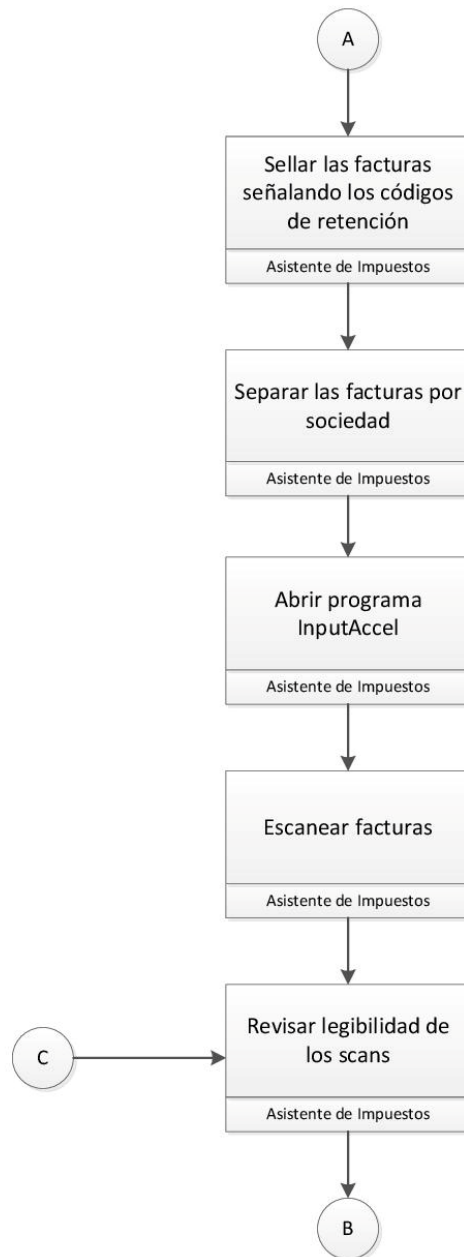 A
Sellar las facturas
señalando los códigos
de retención
Asistente de Impuestos
Separar las facturas por
sociedad
Asistente de Impuestos
Abrir programa
InputAccel
Asistente de Impuestos
Escanear facturas
Asistente de Impuestos
Revisar legibilidad de
los scans
C
Asistente de Impuestos
B